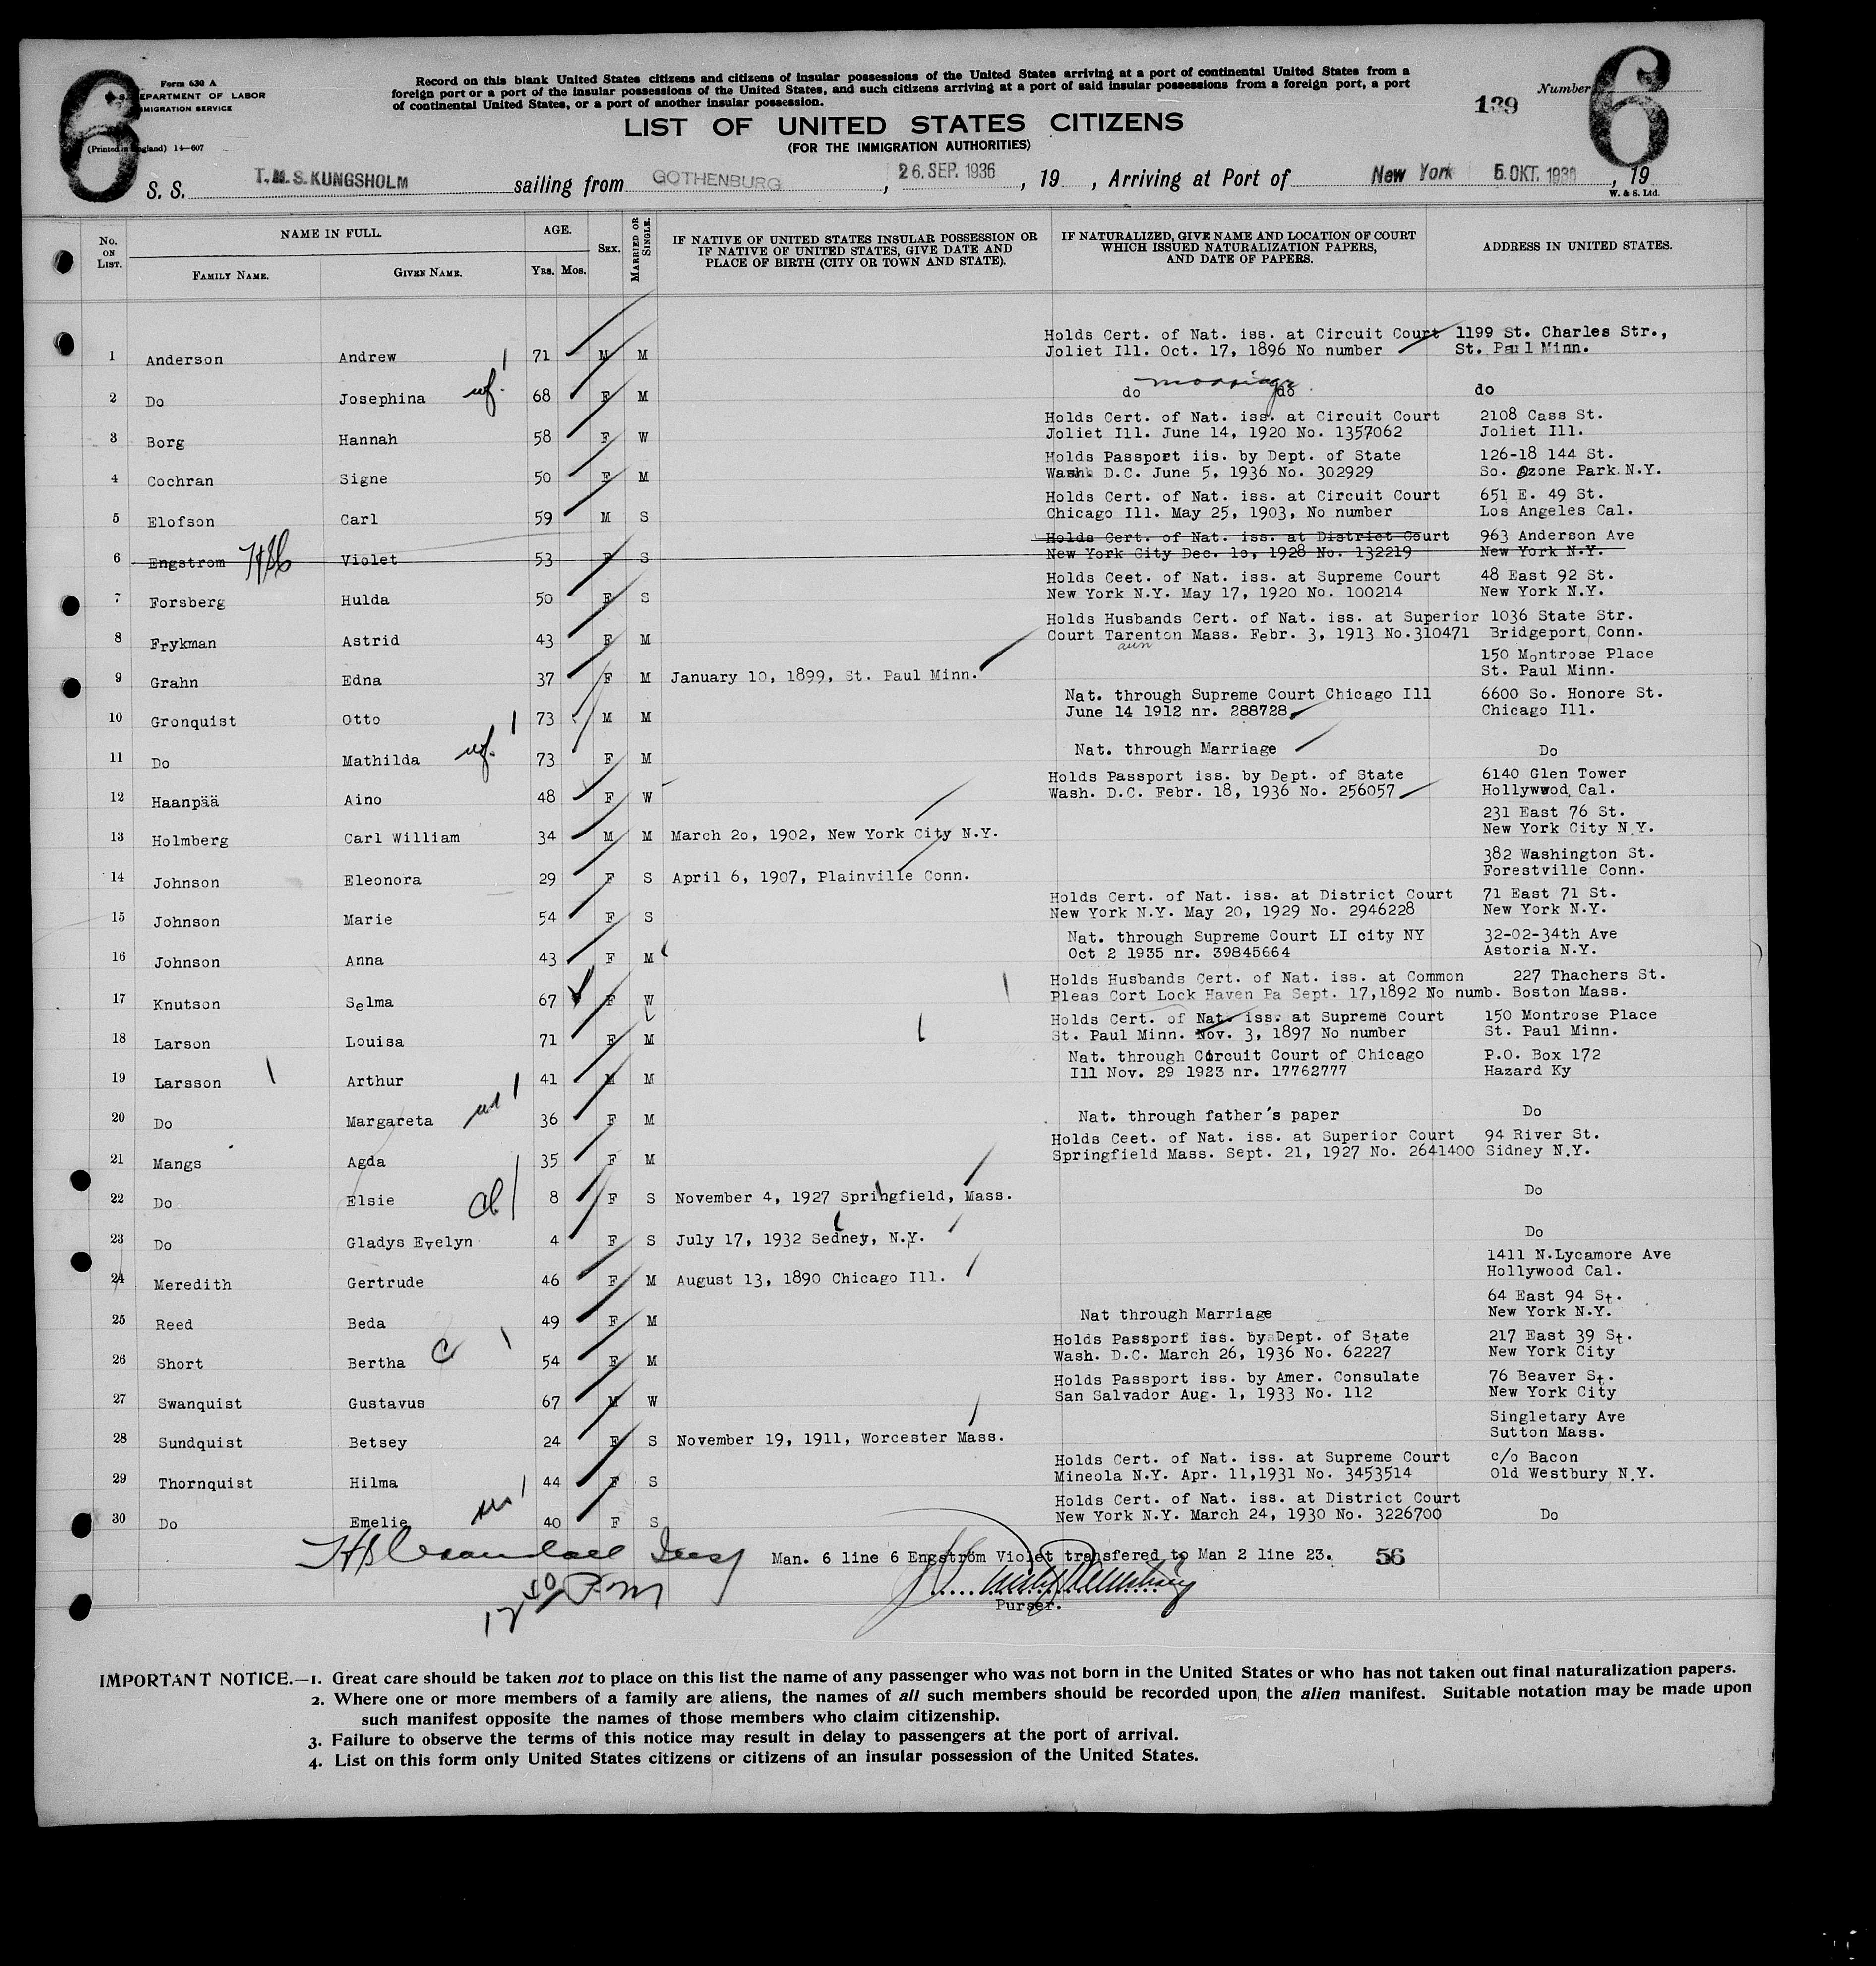 6
Form 630 A
DEPARTMENT OF LABOR
IMMIGRATION SERVICE
(Printed in England) 14—607
Record on this blank United States citizens and citizens of insular possessions of the United States arriving at a port of continental United States from a
foreign port or a port of the insular possessions of the United States, and such citizens arriving at a port of said insular possessions from a foreign port, a port
of continental United States, or a port of another insular possession.
139
Number
6
LIST OF UNITED STATES CITIZENS
(FOR THE IMMIGRATION AUTHORITIES)
S. S. T.M.S. KUNGSHOLM sailing from GOTHENBURG, 26. SEP. 1936, 19 , Arriving at Port of New York 5. OKT. 1936, 19
W. & S. Ltd.
No. ON LIST. NAME IN FULL. AGE. SEX. MARRIED OR SINGLE. IF NATIVE OF UNITED STATES INSULAR POSSESSION OR IF NATIVE OF UNITED STATES, GIVE DATE AND PLACE OF BIRTH (CITY OR TOWN AND STATE). IF NATURALIZED, GIVE NAME AND LOCATION OF COURT WHICH ISSUED NATURALIZATION PAPERS, AND DATE OF PAPERS. ADDRESS IN UNITED STATES.
FAMILY NAME. GIVEN NAME. YRS. MOS.
Holds Cert. of Nat. iss. at Circuit Court 1199 St. Charles Str.,
1 Anderson Andrew 71 M M Joliet Ill. Oct. 17, 1896 No number St. Paul Minn.
marriage
2 Do Josephina wf. 68 F M do do do
Holds Cert. of Nat. iss. at Circuit Court 2108 Cass St.
3 Borg Hannah 58 F W Joliet Ill. June 14, 1920 No. 1357062 Joliet Ill.
Holds Passport iis. by Dept. of State 126-18 144 St.
4 Cochran Signe 50 F M Wash. D.C. June 5, 1936 No. 302929 So. Ozone Park N.Y.
Holds Cert. of Nat. iss. at Circuit Court 651 E. 49 St.
5 Elofson Carl 59 M S Chicago Ill. May 25, 1903, No number Los Angeles Cal.
Holds Cert. of Nat. iss. at District Court 963 Anderson Ave
6 Engstrom Violet 53 F S New York City Dec. 10, 1928 No. 132219 New York N.Y.
Holds Ceet. of Nat. iss. at Supreme Court 48 East 92 St.
7 Forsberg Hulda 50 F S New York N.Y. May 17, 1920 No. 100214 New York N.Y.
Holds Husbands Cert. of Nat. iss. at Superior 1036 State Str.
8 Frykman Astrid 43 F M Court Tarenton Mass. Febr. 3, 1913 No.310471 Bridgeport Conn.
aun
150 Montrose Place
9 Grahn Edna 37 F M January 10, 1899, St. Paul Minn. St. Paul Minn.
Nat. through Supreme Court Chicago Ill 6600 So. Honore St.
10 Gronquist Otto 73 M M June 14 1912 nr. 288728 Chicago Ill.
11 Do Mathilda wf. 73 F M Nat. through Marriage Do
Holds Passport iss. by Dept. of State 6140 Glen Tower
12 Haanpää Aino 48 F W Wash. D.C. Febr. 18, 1936 No. 256057 Hollywood Cal.
231 East 76 St.
13 Holmberg Carl William 34 M M March 20, 1902, New York City N.Y. New York City N.Y.
382 Washington St.
14 Johnson Eleonora 29 F S April 6, 1907, Plainville Conn. Forestville Conn.
Holds Cert. of Nat. iss. at District Court 71 East 71 St.
15 Johnson Marie 54 F S New York N.Y. May 20, 1929 No. 2946228 New York N.Y.
Nat. through Supreme Court LI city NY 32-02-34th Ave
16 Johnson Anna 43 F M Oct 2 1935 nr. 39845664 Astoria N.Y.
Holds Husbands Cert. of Nat. iss. at Common 227 Thachers St.
17 Knutson Selma 67 F W Pleas Cort Lock Haven Pa Sept. 17,1892 No numb. Boston Mass.
Holds Cert. of Nat. iss. at Supreme Court 150 Montrose Place
18 Larson Louisa 71 F M St. Paul Minn. Nov. 3, 1897 No number St. Paul Minn.
Nat. through Circuit Court of Chicago P.O. Box 172
19 Larsson Arthur 41 M M Ill Nov. 29 1923 nr. 17762777 Hazard Ky
20 Do Margareta 36 F M Nat. through father's paper Do
Holds Ceet. of Nat. iss. at Superior Court 94 River St.
21 Mangs Agda 35 F M Springfield Mass. Sept. 21, 1927 No. 2641400 Sidney N.Y.
22 Do Elsie 8 F S November 4, 1927 Springfield, Mass. Do
23 Do Gladys Evelyn 4 F S July 17, 1932 Sedney, N.Y. Do
1411 N.Lycamore Ave
24 Meredith Gertrude 46 F M August 13, 1890 Chicago Ill. Hollywood Cal.
64 East 94 St.
25 Reed Beda 49 F M Nat through Marriage New York N.Y.
Holds Passport iss. by Dept. of State 217 East 39 St.
26 Short Bertha C 54 F M Wash. D.C. March 26, 1936 No. 62227 New York City
Holds Passport iss. by Amer. Consulate 76 Beaver St.
27 Swanquist Gustavus 67 M W San Salvador Aug. 1, 1933 No. 112 New York City
Singletary Ave
28 Sundquist Betsey 24 F S November 19, 1911, Worcester Mass. Sutton Mass.
Holds Cert. of Nat. iss. at Supreme Court c/o Bacon
29 Thornquist Hilma 44 F S Mineola N.Y. Apr. 11,1931 No. 3453514 Old Westbury N.Y.
Holds Cert. of Nat. iss. at District Court
30 Do Emelie 40 F S New York N.Y. March 24, 1930 No. 3226700 Do
Man. 6 line 6 Engström Violet transfered to Man 2 line 23. 56
Purser.
IMPORTANT NOTICE.—1. Great care should be taken not to place on this list the name of any passenger who was not born in the United States or who has not taken out final naturalization papers.
2. Where one or more members of a family are aliens, the names of all such members should be recorded upon the alien manifest. Suitable notation may be made upon
such manifest opposite the names of those members who claim citizenship.
3. Failure to observe the terms of this notice may result in delay to passengers at the port of arrival.
4. List on this form only United States citizens or citizens of an insular possession of the United States.